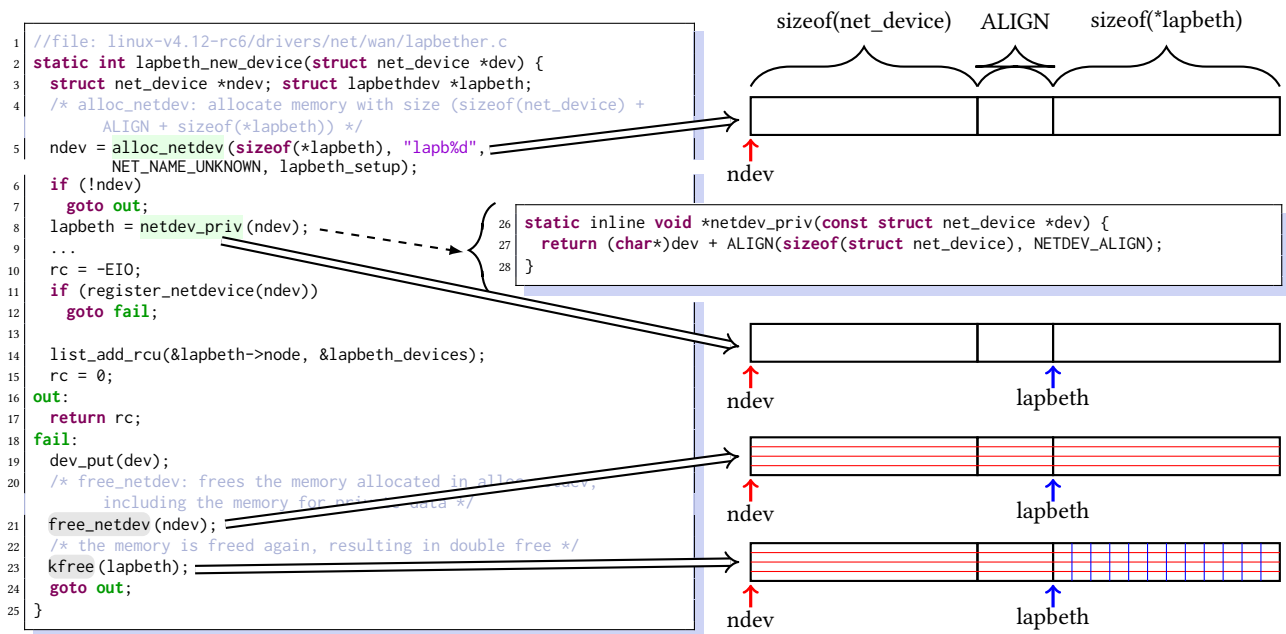 sizeof(net_device) ALIGN sizeof(*lapbeth)
1 //file: linux-v4.12-rc6/drivers/net/wan/lapbether.c
2 static int lapbeth_new_device(struct net_device *dev) {
3 struct net_device *ndev; struct lapbethdev *lapbeth;
4 /* alloc_netdev: allocate memory with size (sizeof(net_device) +
ALIGN + sizeof(*lapbeth)) */
5 ndev = alloc_netdev(sizeof(*lapbeth), "lapb%d",
NET_NAME_UNKNOWN, lapbeth_setup);
6 if (!ndev)
7 goto out;
8 lapbeth = netdev_priv(ndev);
9 ...
10 rc = -EIO;
11 if (register_netdevice(ndev))
12 goto fail;
13
14 list_add_rcu(&lapbeth->node, &lapbeth_devices);
15 rc = 0;
16 out:
17 return rc;
18 fail:
19 dev_put(dev);
20 /* free_netdev: frees the memory allocated in
including the memory for data */
21 free_netdev(ndev);
22 /* the memory is freed again, resulting in double free */
23 kfree(lapbeth);
24 goto out;
25 }
ndev
26 static inline void *netdev_priv(const struct net_device *dev) {
27 return (char*)dev + ALIGN(sizeof(struct net_device), NETDEV_ALIGN);
28 }
ndev lapbeth
ndev lapbeth
ndev lapbeth